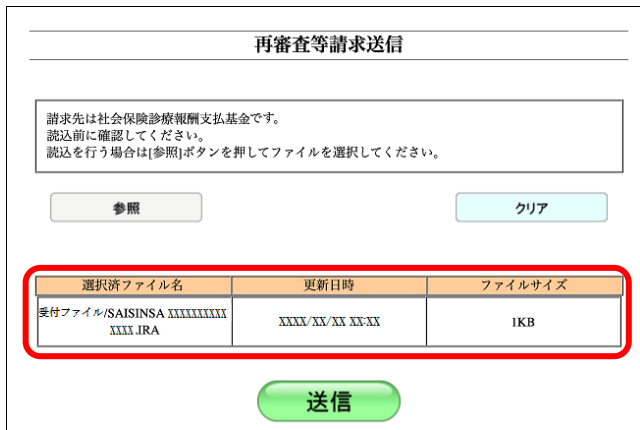 再審査等請求送信
請求先は社会保険診療報酬支払基金です。
読込前に確認してください。
読込を行う場合は[参照]ボタンを押してファイルを選択してください。
参照
クリア
選択済ファイル名
更新日時
ファイルサイズ
受付ファイル/SAISINSA XXXXXXXXXX
XXXX.IRA
XXXX/XX/XX XX:XX
1KB
送信